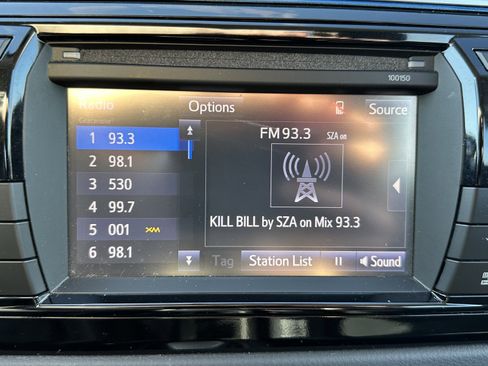 100150
Radio Options Source
FM 93.3 SZA on
1 93.3
2 98.1
3 530
4 99.7
5 001 XM
6 98.1
KILL BILL by SZA on Mix 93.3
Tag Station List Sound